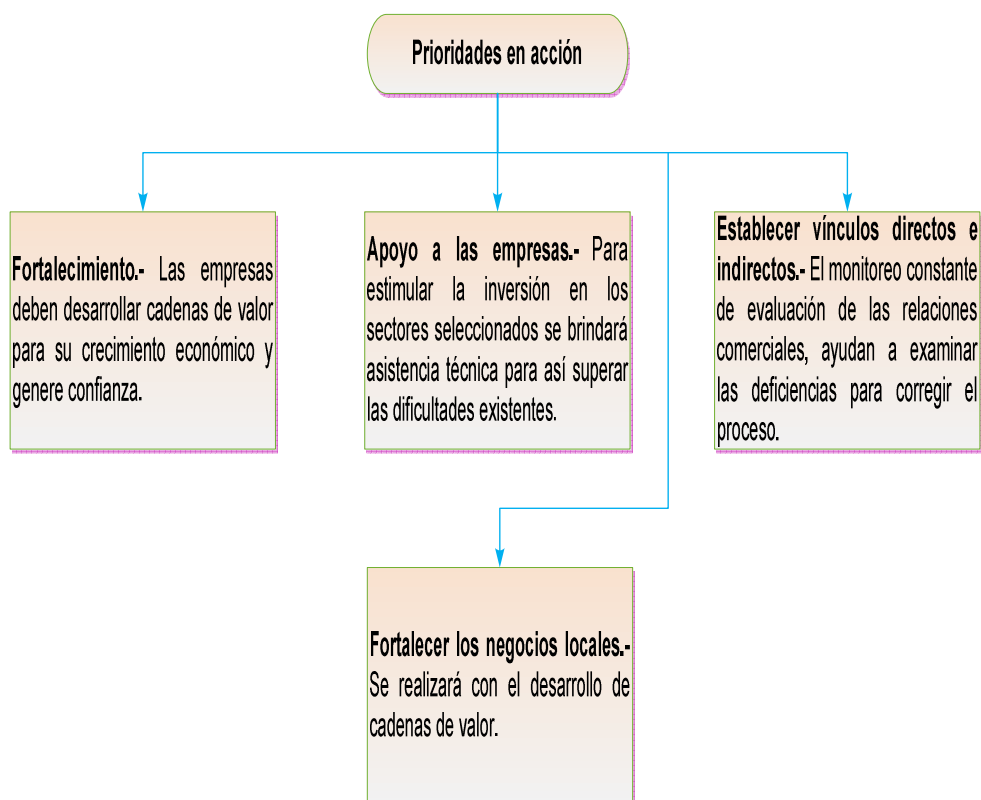 Prioridades en acción
Fortalecimiento.- Las empresas
deben desarrollar cadenas de valor
para su crecimiento económico y
genere confianza.
Apoyo a las empresas.- Para
estimular la inversión en los
sectores seleccionados se brindará
asistencia técnica para así superar
las dificultades existentes.
Establecer vínculos directos e
indirectos.- El monitoreo constante
de evaluación de las relaciones
comerciales, ayudan a examinar
las deficiencias para corregir el
proceso.
Fortalecer los negocios locales.-
Se realizará con el desarrollo de
cadenas de valor.